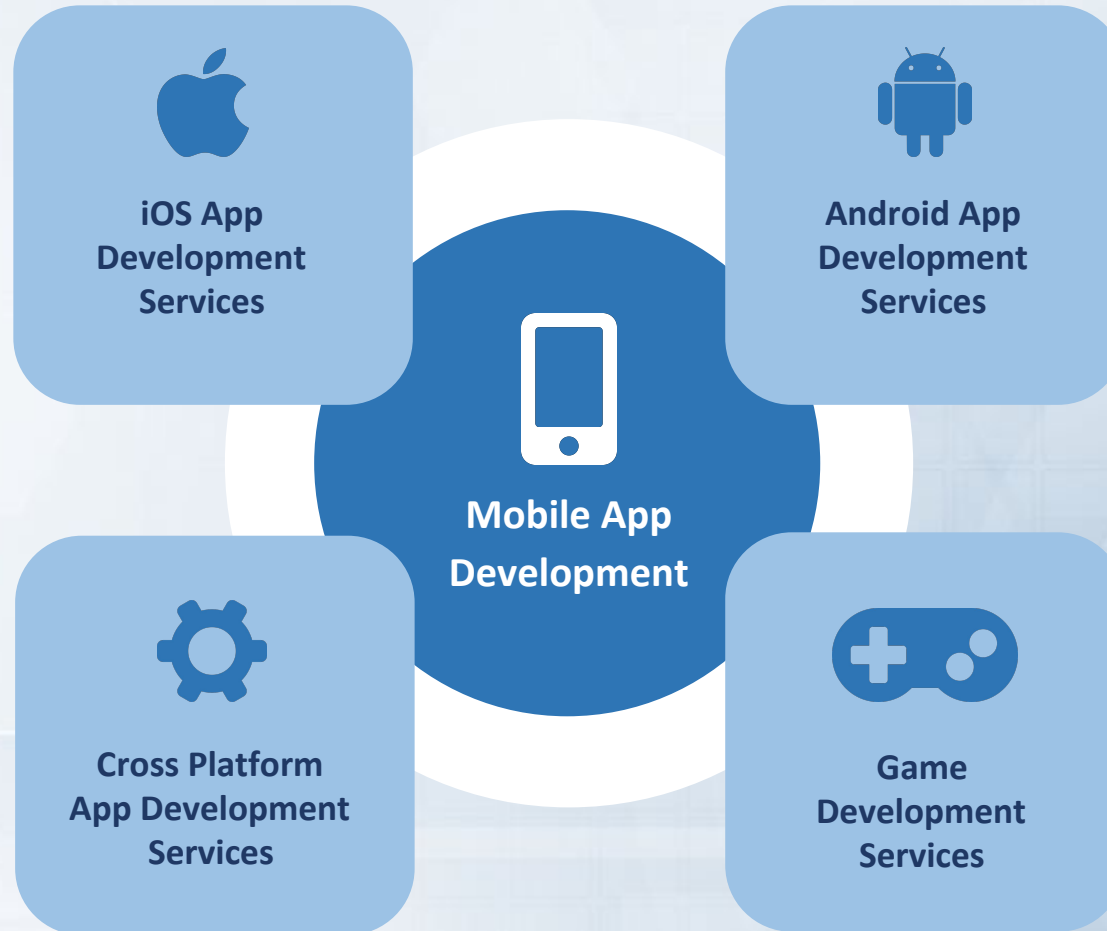 iOS App
Development
Services
Android App
Development
Services
Mobile App
Development
Cross Platform
App Development
Services
Game
Development
Services